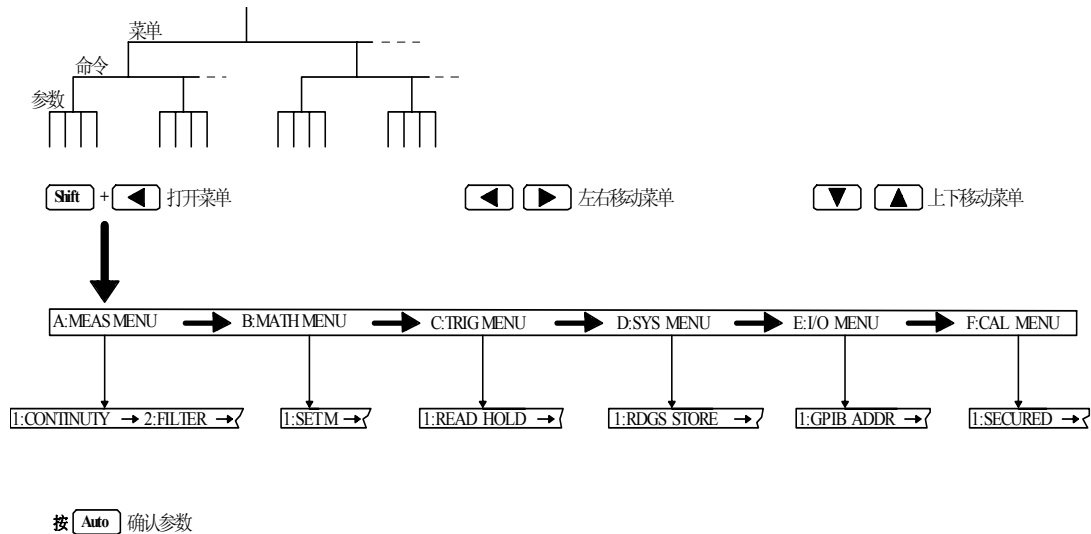 菜单
命令
参数
Shift + ◀ 打开菜单
◀ ▶ 左右移动菜单
▼ ▲ 上下移动菜单
A:MEAS MENU → B:MATH MENU → C:TRIG MENU → D:SYS MENU → E:I/O MENU → F:CAL MENU
1:CONTINUTY → 2:FILTER →
1:SETM →
1:READ HOLD →
1:RDGS STORE →
1:GPIB ADDR →
1:SECURED →
按 Auto 确认参数